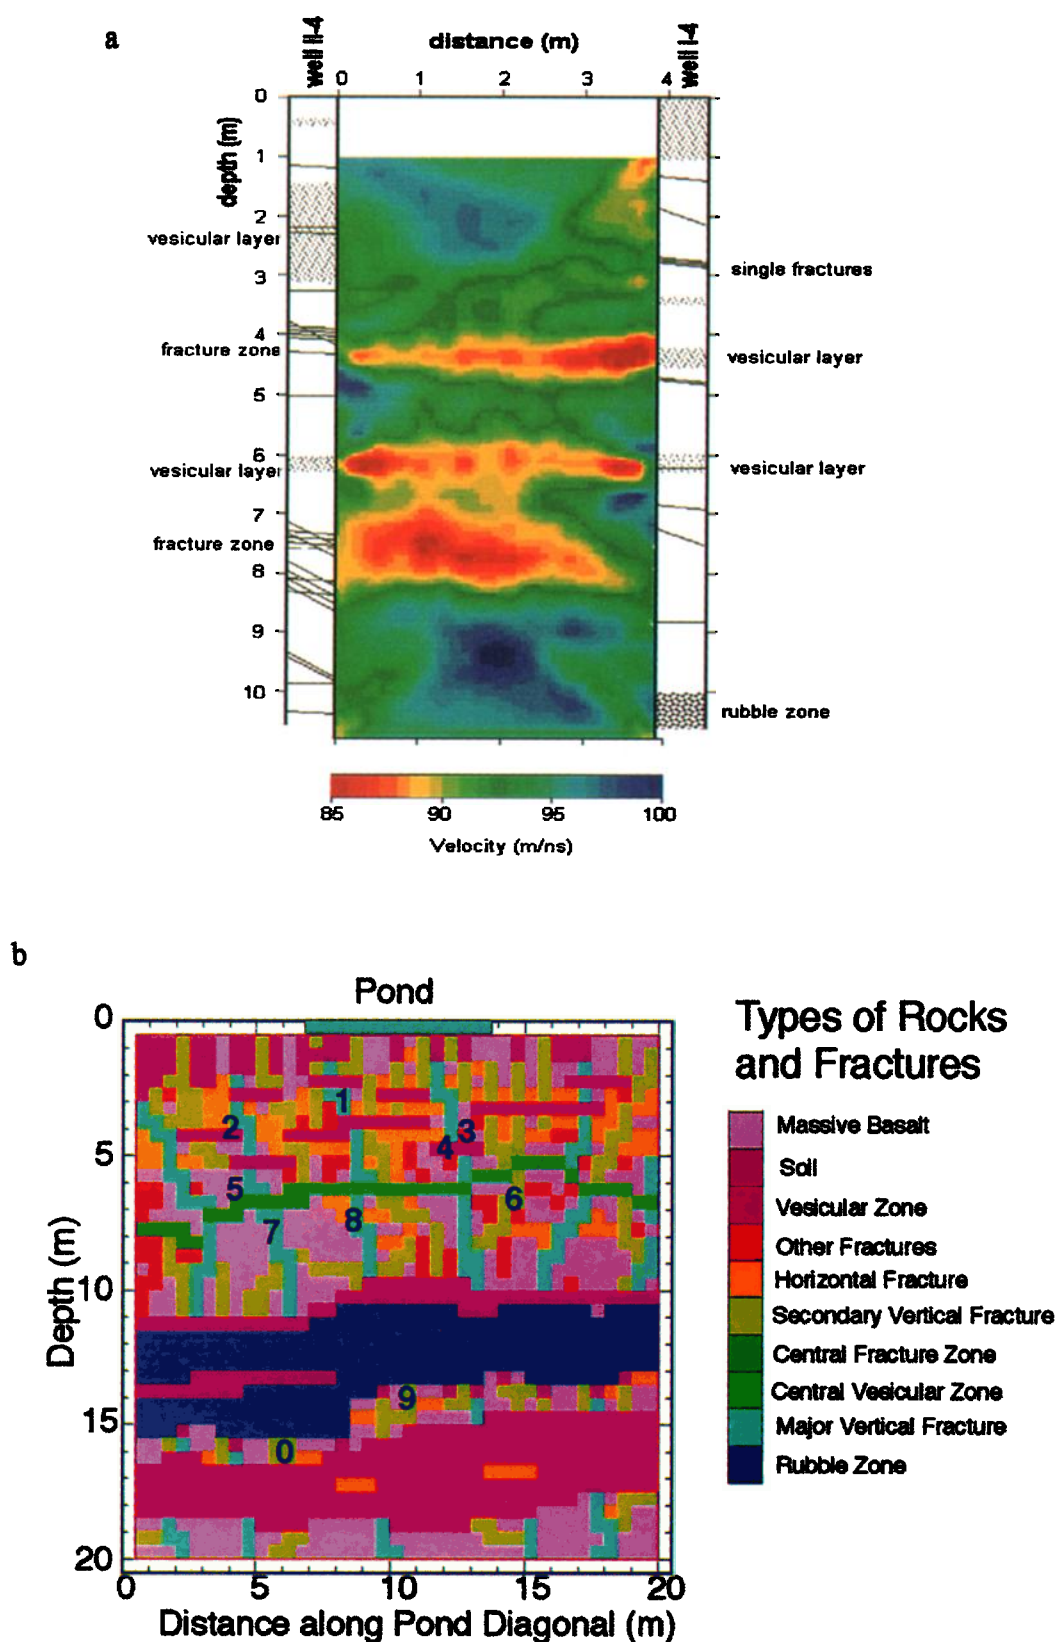 a
distance (m)
well II-4
well I-4
0 1 2 3 4
depth (m)
0
1
2
3
4
5
6
7
8
9
10
vesicular layer
fracture zone
vesicular layer
fracture zone
single fractures
vesicular layer
vesicular layer
rubble zone
85 90 95 100
Velocity (m/ns)
b
Pond
Depth (m)
0
5
10
15
20
1
2
3
4
5
6
7
8
9
0
0 5 10 15 20
Distance along Pond Diagonal (m)
Types of Rocks
and Fractures
Massive Basalt
Soil
Vesicular Zone
Other Fractures
Horizontal Fracture
Secondary Vertical Fracture
Central Fracture Zone
Central Vesicular Zone
Major Vertical Fracture
Rubble Zone